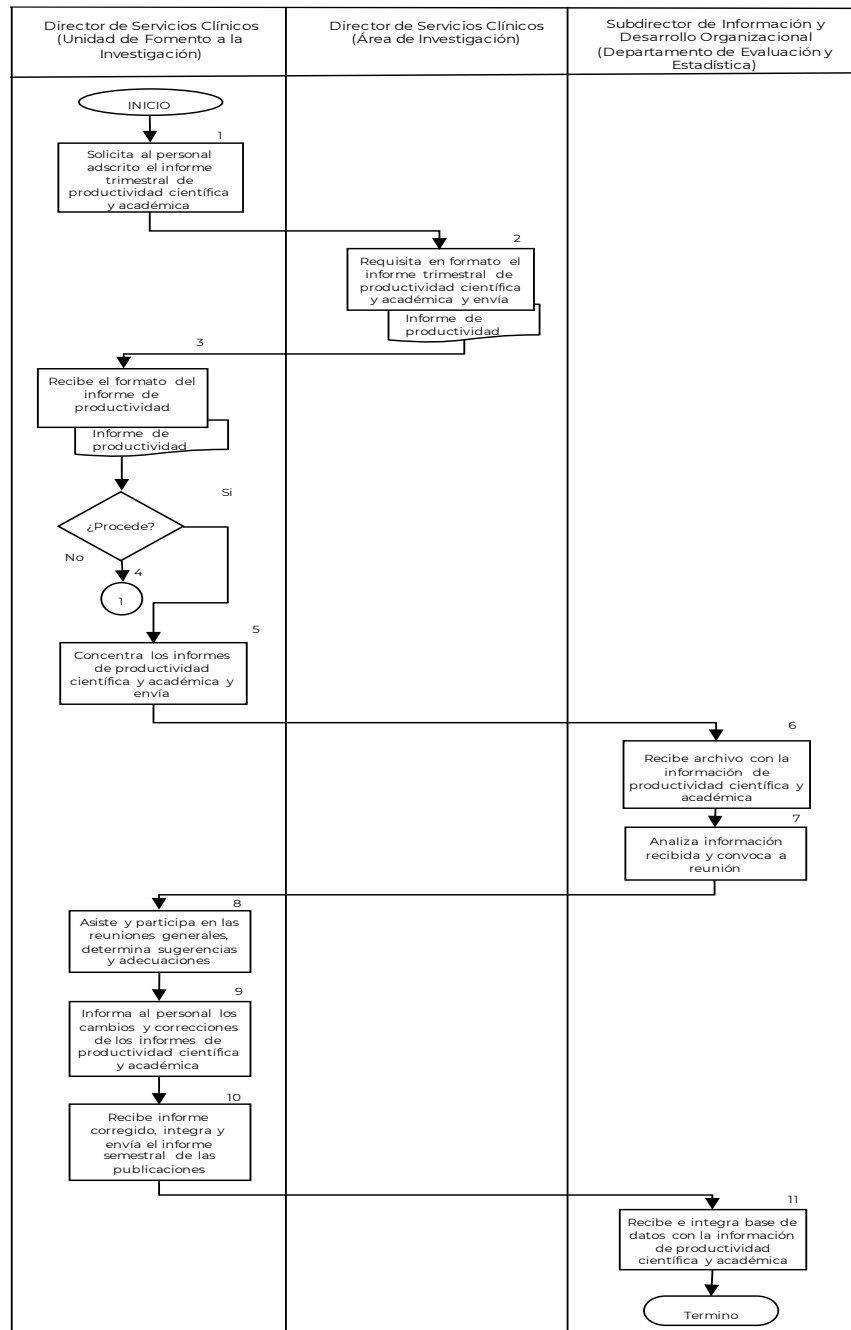 Director de Servicios Clínicos
(Unidad de Fomento a la
Investigación)
Director de Servicios Clínicos
(Área de Investigación)
Subdirector de Información y
Desarrollo Organizacional
(Departamento de Evaluación y
Estadística)
INICIO
1
Solicita al personal
adscrito el informe
trimestral de
productividad científica
y académica
2
Requisita en formato el
informe trimestral de
productividad científica
y académica y envía
Informe de
productividad
3
Recibe el formato del
informe de
productividad
Informe de
productividad
Si
¿Procede?
No
4
1
5
Concentra los informes
de productividad
científica y académica y
envía
6
Recibe archivo con la
información de
productividad científica y
académica
7
Analiza información
recibida y convoca a
reunión
8
Asiste y participa en las
reuniones generales,
determina sugerencias
y adecuaciones
9
Informa al personal los
cambios y correcciones
de los informes de
productividad científica
y académica
10
Recibe informe
corregido, integra y
envía el informe
semestral de las
publicaciones
11
Recibe e integra base de
datos con la información
de productividad
científica y académica
Termino